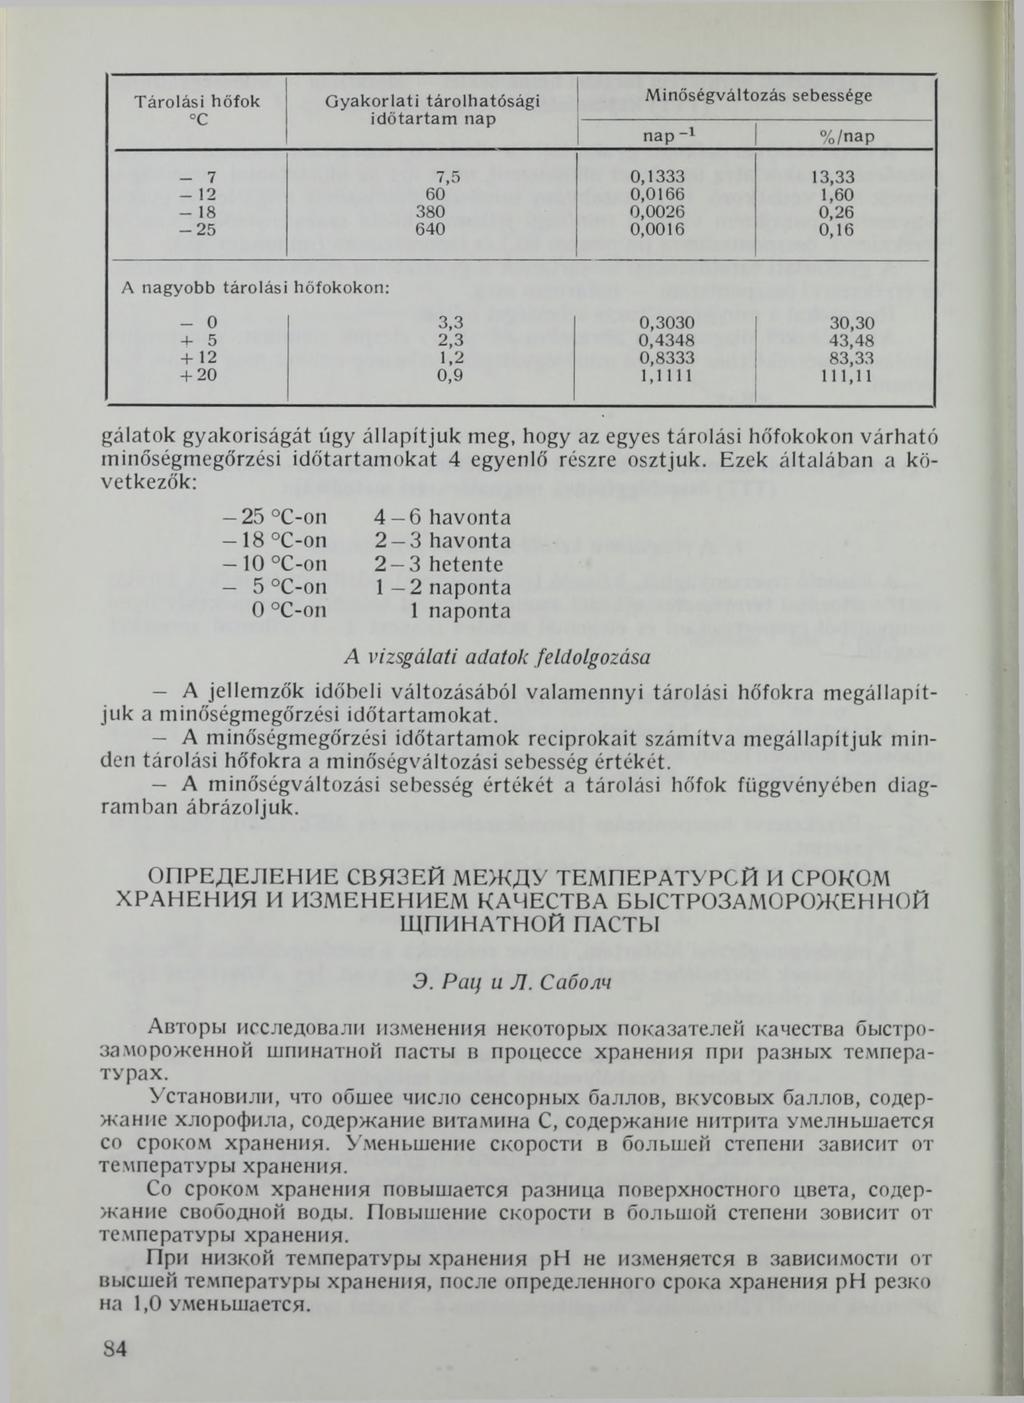 Tárolási hőfok °C | Gyakorlati tárolhatósági időtartam nap | Minőségváltozás sebessége
nap⁻¹ | %/nap
– 7 7,5 0,1333 13,33
– 12 60 0,0166 1,60
– 18 380 0,0026 0,26
– 25 640 0,0016 0,16
A nagyobb tárolási hőfokokon:
– 0 3,3 0,3030 30,30
+ 5 2,3 0,4348 43,48
+ 12 1,2 0,8333 83,33
+ 20 0,9 1,1111 111,11
gálatok gyakoriságát úgy állapítjuk meg, hogy az egyes tárolási hőfokokon várható
minőségmegőrzési időtartamokat 4 egyenlő részre osztjuk. Ezek általában a kö-
vetkezők:
– 25 °C-on 4 – 6 havonta
– 18 °C-on 2 – 3 havonta
– 10 °C-on 2 – 3 hetente
– 5 °C-on 1 – 2 naponta
0 °C-on 1 naponta
A vizsgálati adatok feldolgozása
– A jellemzők időbeli változásából valamennyi tárolási hőfokra megállapít-
juk a minőségmegőrzési időtartamokat.
– A minőségmegőrzési időtartamok reciprokait számítva megállapítjuk min-
den tárolási hőfokra a minőségváltozási sebesség értékét.
– A minőségváltozási sebesség értékét a tárolási hőfok függvényében diag-
ramban ábrázoljuk.
ОПРЕДЕЛЕНИЕ СВЯЗЕЙ МЕЖДУ ТЕМПЕРАТУРСЙ И СРОКОМ
ХРАНЕНИЯ И ИЗМЕНЕНИЕМ КАЧЕСТВА БЫСТРОЗАМОРОЖЕННОЙ
ЩПИНАТНОЙ ПАСТЫ
Э. Рац и Л. Саболч
Авторы исследовали изменения некоторых показателей качества быстро-
замороженной шпинатной пасты в процессе хранения при разных темпера-
турах.
Установили, что обшее число сенсорных баллов, вкусовых баллов, содер-
жание хлорофила, содержание витамина С, содержание нитрита умелньшается
со сроком хранения. Уменьшение скорости в большей степени зависит от
температуры хранения.
Со сроком хранения повышается разница поверхностного цвета, содер-
жание свободной воды. Повышение скорости в большой степени зовисит от
температуры хранения.
При низкой температуры хранения pH не изменяется в зависимости от
высшей температуры хранения, после определенного срока хранения pH резко
на 1,0 уменьшается.
84